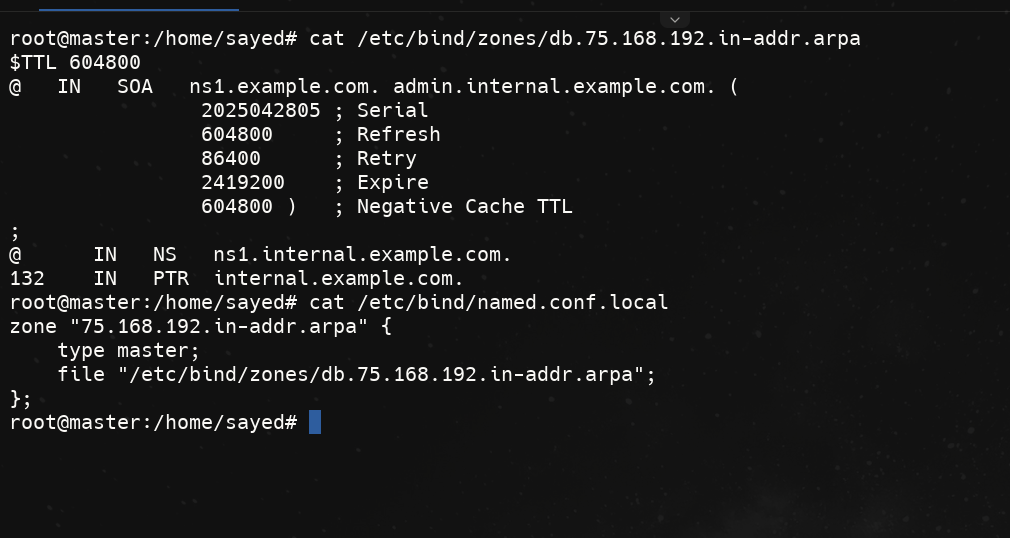 root@master:/home/sayed# cat /etc/bind/zones/db.75.168.192.in-addr.arpa
$TTL 604800
@   IN   SOA   ns1.example.com. admin.internal.example.com. (
                2025042805 ; Serial
                604800     ; Refresh
                86400      ; Retry
                2419200    ; Expire
                604800 )   ; Negative Cache TTL
;
@      IN   NS   ns1.internal.example.com.
132    IN   PTR  internal.example.com.
root@master:/home/sayed# cat /etc/bind/named.conf.local
zone "75.168.192.in-addr.arpa" {
    type master;
    file "/etc/bind/zones/db.75.168.192.in-addr.arpa";
};
root@master:/home/sayed#